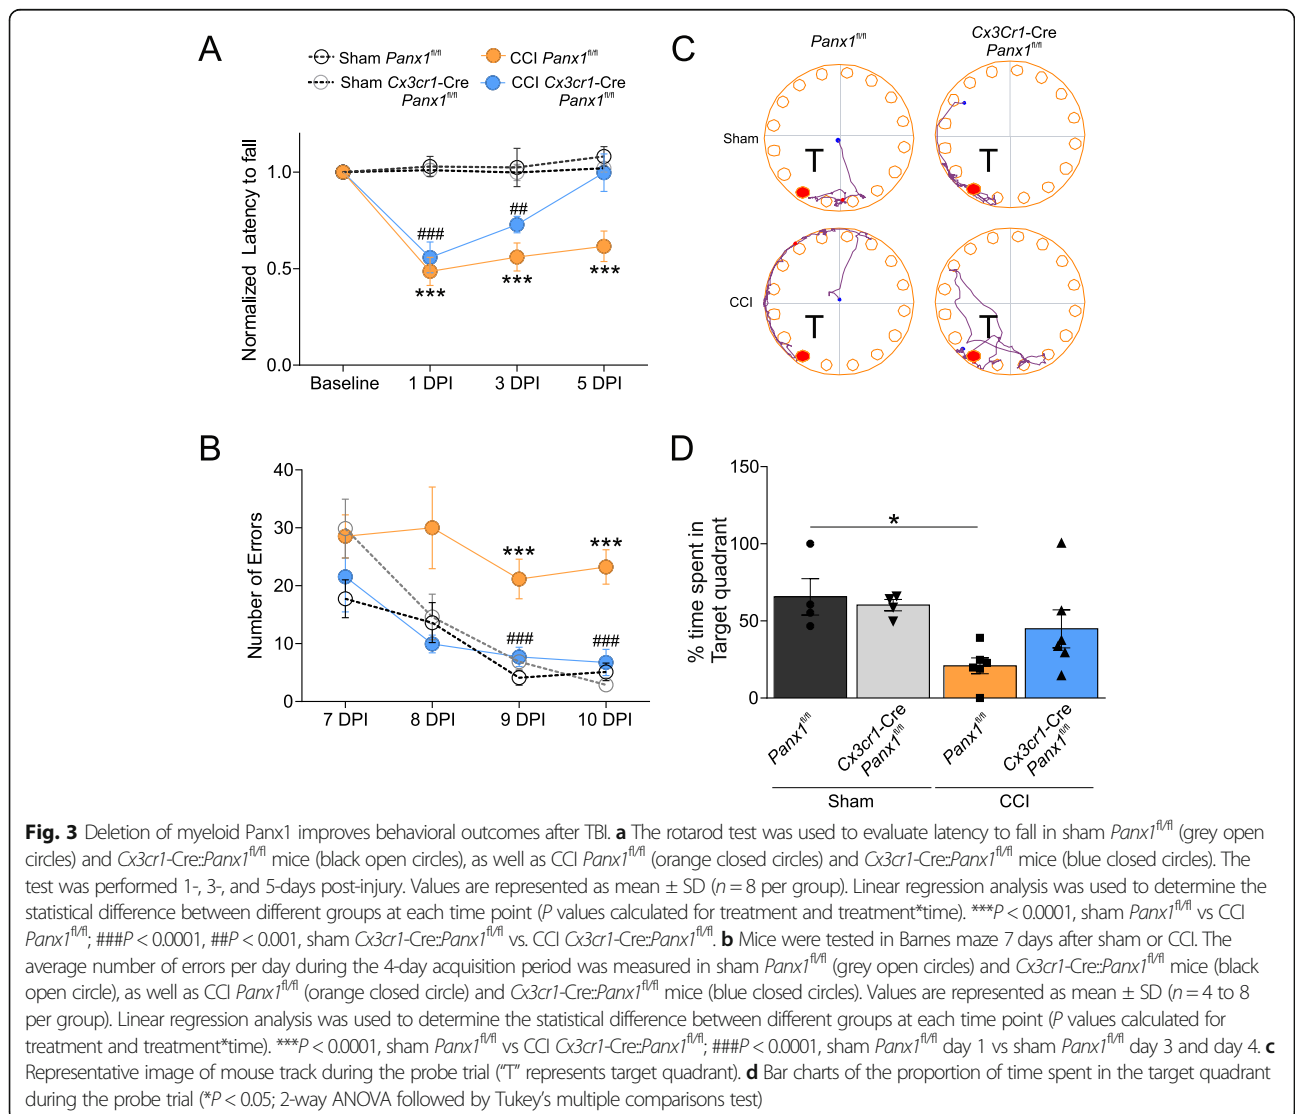 A
Sham Panx1fl/fl
CCI Panx1fl/fl
Sham Cx3cr1-Cre
Panx1fl/fl
CCI Cx3cr1-Cre
Panx1fl/fl
Normalized Latency to fall
1.0
0.5
0.0
###
##
***
***
***
Baseline
1 DPI
3 DPI
5 DPI
C
Panx1fl/fl
Cx3Cr1-Cre
Panx1fl/fl
Sham
T
T
CCI
T
T
B
Number of Errors
40
30
20
10
0
***
***
###
###
7 DPI
8 DPI
9 DPI
10 DPI
D
% time spent in
Target quadrant
150
100
50
0
*
Panx1fl/fl
Cx3cr1-Cre
Panx1fl/fl
Panx1fl/fl
Cx3cr1-Cre
Panx1fl/fl
Sham
CCI
Fig. 3 Deletion of myeloid Panx1 improves behavioral outcomes after TBI. a The rotarod test was used to evaluate latency to fall in sham Panx1fl/fl (grey open
circles) and Cx3cr1-Cre::Panx1fl/fl mice (black open circles), as well as CCI Panx1fl/fl (orange closed circles) and Cx3cr1-Cre::Panx1fl/fl mice (blue closed circles). The
test was performed 1-, 3-, and 5-days post-injury. Values are represented as mean ± SD (n = 8 per group). Linear regression analysis was used to determine the
statistical difference between different groups at each time point (P values calculated for treatment and treatment*time). ***P < 0.0001, sham Panx1fl/fl vs CCI
Panx1fl/fl; ###P < 0.0001, ##P < 0.001, sham Cx3cr1-Cre::Panx1fl/fl vs. CCI Cx3cr1-Cre::Panx1fl/fl. b Mice were tested in Barnes maze 7 days after sham or CCI. The
average number of errors per day during the 4-day acquisition period was measured in sham Panx1fl/fl (grey open circles) and Cx3cr1-Cre::Panx1fl/fl mice (black
open circle), as well as CCI Panx1fl/fl (orange closed circle) and Cx3cr1-Cre::Panx1fl/fl mice (blue closed circles). Values are represented as mean ± SD (n = 4 to 8
per group). Linear regression analysis was used to determine the statistical difference between different groups at each time point (P values calculated for
treatment and treatment*time). ***P < 0.0001, sham Panx1fl/fl vs CCI Cx3cr1-Cre::Panx1fl/fl; ###P < 0.0001, sham Panx1fl/fl day 1 vs sham Panx1fl/fl day 3 and day 4. c
Representative image of mouse track during the probe trial (“T” represents target quadrant). d Bar charts of the proportion of time spent in the target quadrant
during the probe trial (*P < 0.05; 2-way ANOVA followed by Tukey’s multiple comparisons test)